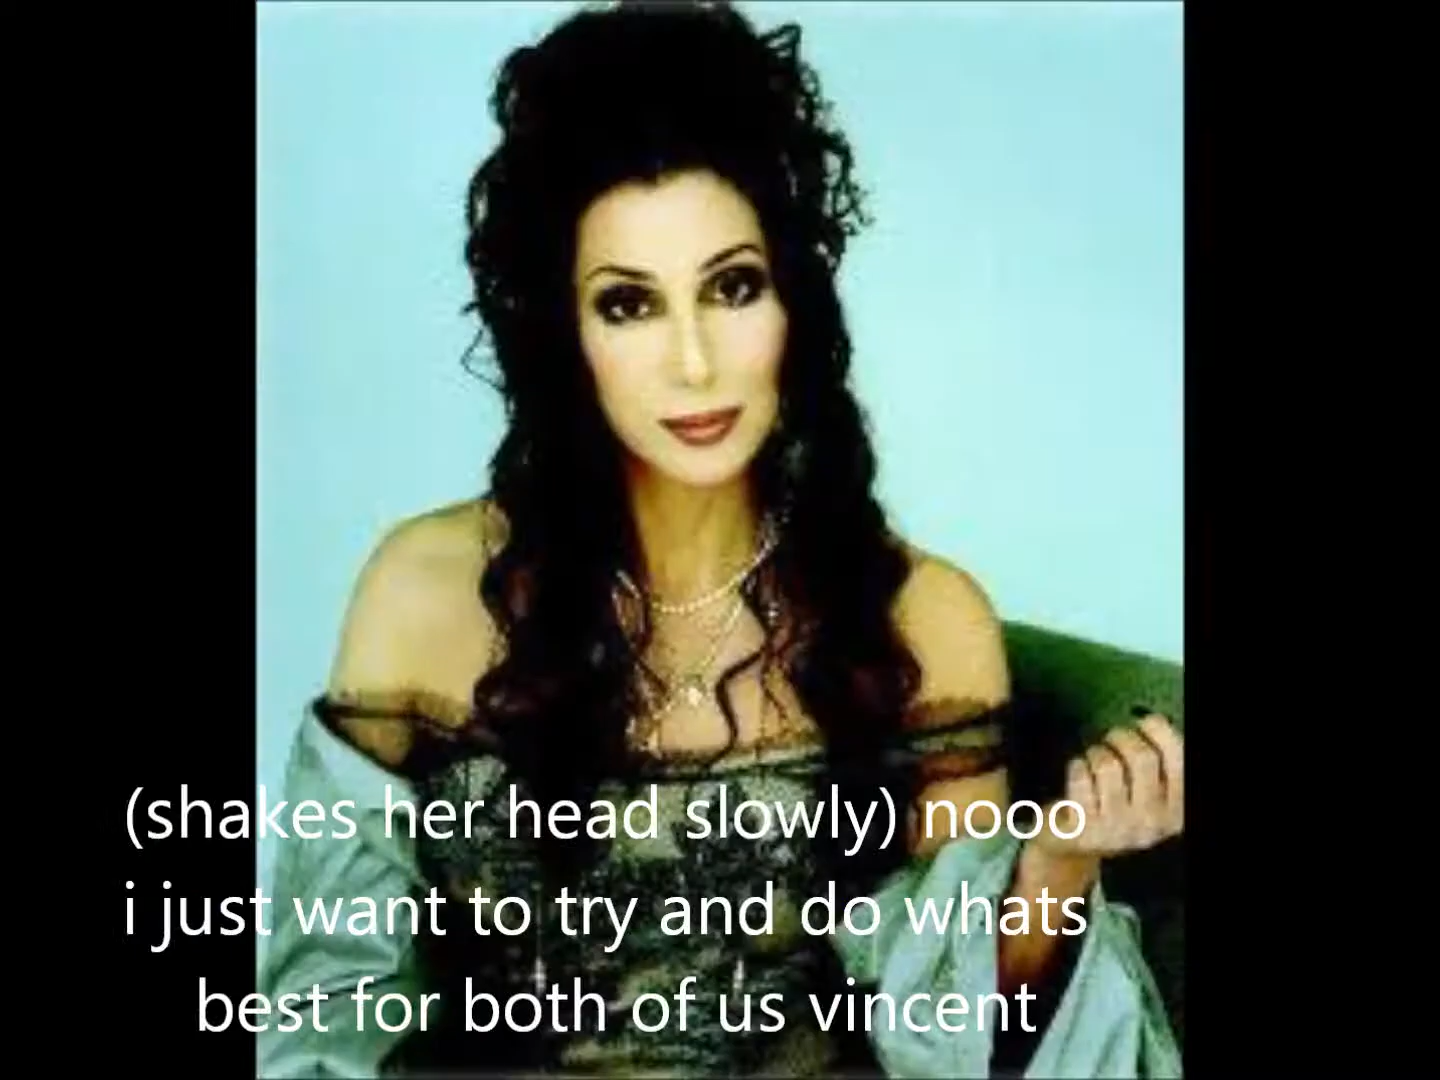 (shakes her head slowly) nooo
i just want to try and do whats
best for both of us vincent